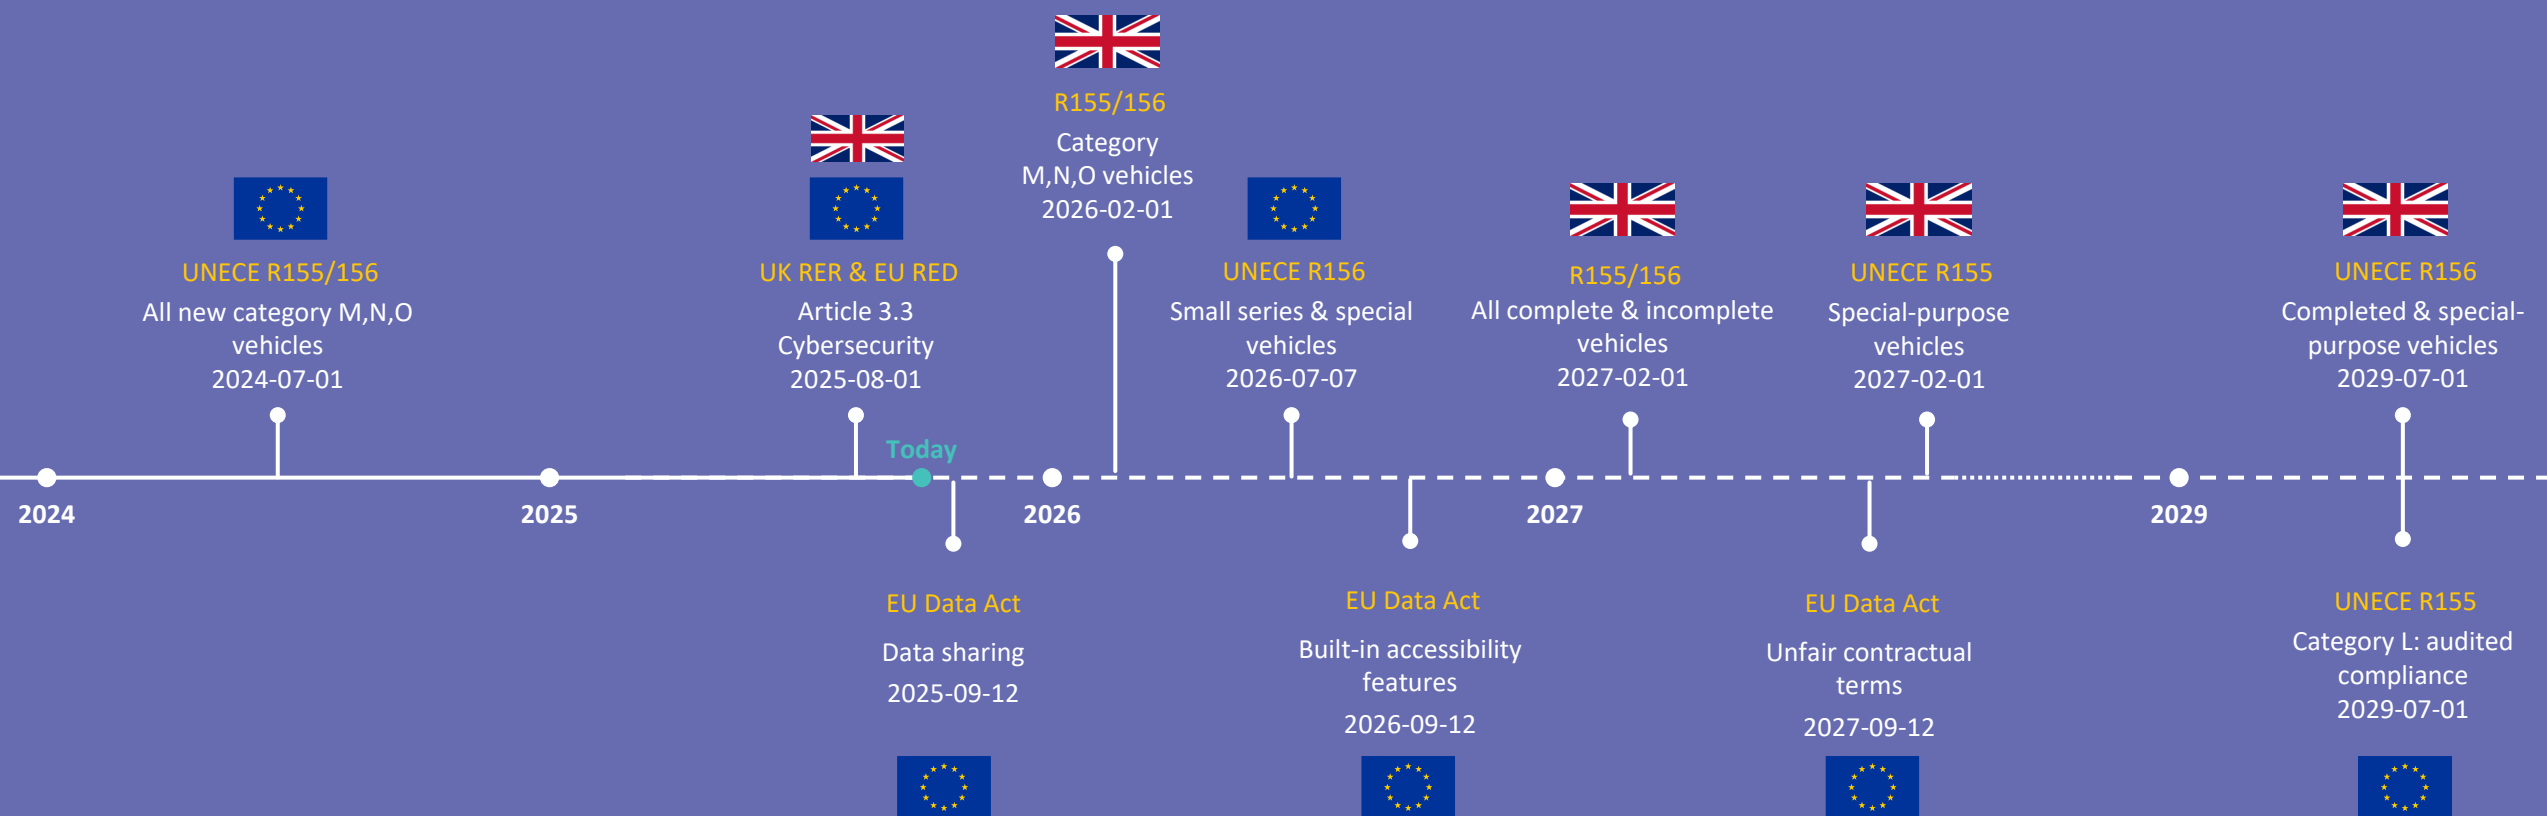 R155/156
Category
M,N,O vehicles
2026-02-01
UNECE R155/156
All new category M,N,O
vehicles
2024-07-01
UK RER & EU RED
Article 3.3
Cybersecurity
2025-08-01
UNECE R156
Small series & special
vehicles
2026-07-07
R155/156
All complete & incomplete
vehicles
2027-02-01
UNECE R155
Special-purpose
vehicles
2027-02-01
UNECE R156
Completed & special-
purpose vehicles
2029-07-01
Today
2024
2025
2026
2027
2029
EU Data Act
Data sharing
2025-09-12
EU Data Act
Built-in accessibility
features
2026-09-12
EU Data Act
Unfair contractual
terms
2027-09-12
UNECE R155
Category L: audited
compliance
2029-07-01